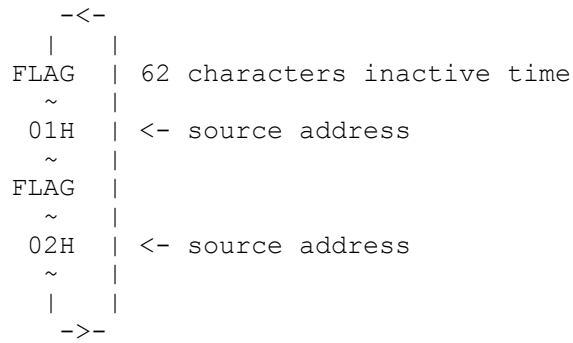 -<-
   |    |
FLAG  | 62 characters inactive time
   ~    |
 01H  | <- source address
   ~    |
FLAG  |
   ~    |
 02H  | <- source address
   ~    |
   |    |
     ->-